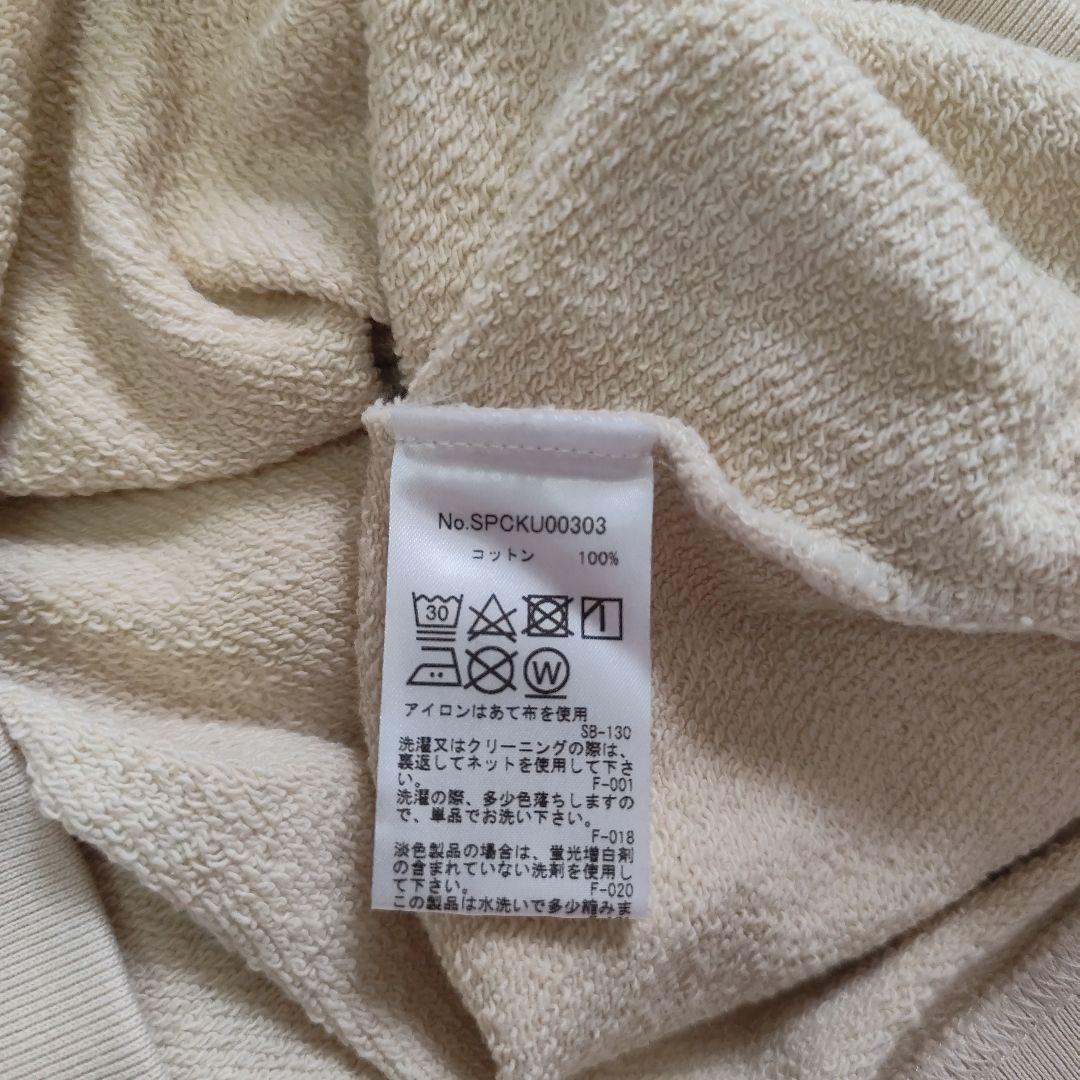 No.SPCKU00303
コットン 100%
30
W
アイロンはあて布を使用
SB-130
洗濯又はクリーニングの際は、
裏返してネットを使用して下さ
い。 F-001
洗濯の際、多少色落ちしますの
で、単品でお洗い下さい。
F-018
淡色製品の場合は、蛍光増白剤
の含まれていない洗剤を使用し
て下さい。 F-020
この製品は水洗いで多少縮みま